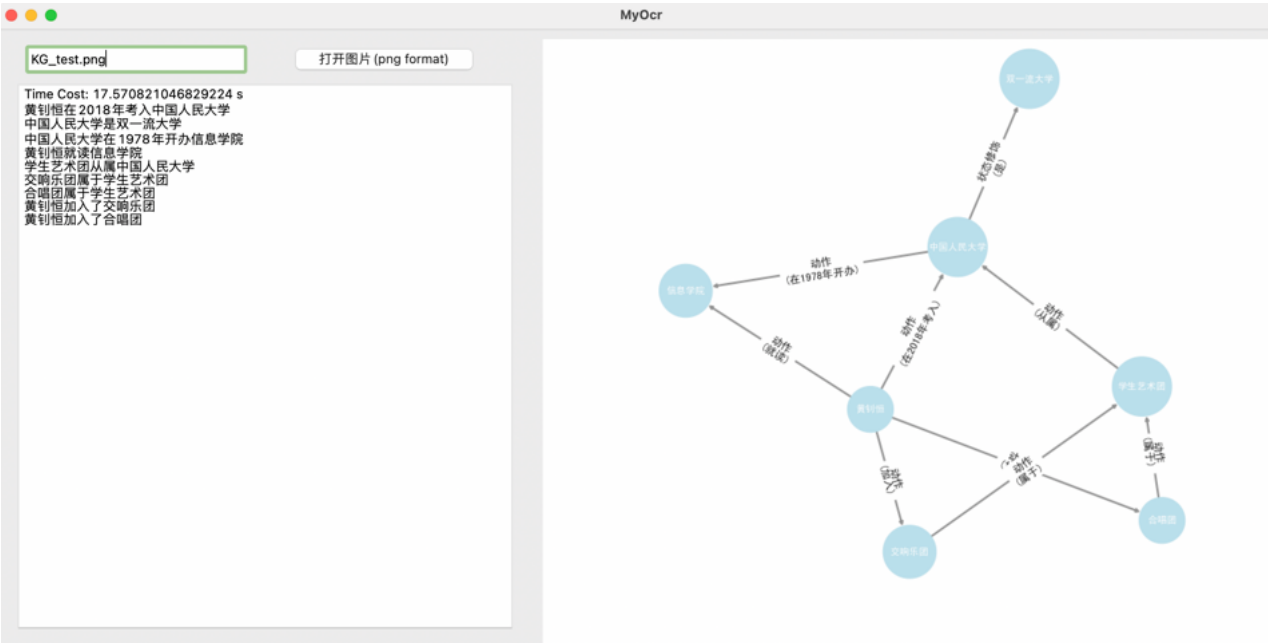 MyOcr
KG_test.png
打开图片(png format)
Time Cost: 17.570821046829224 s
黄钊恒在2018年考入中国人民大学
中国人民大学是双一流大学
中国人民大学在1978年开办信息学院
黄钊恒就读信息学院
学生艺术团从属中国人民大学
交响乐团属于学生艺术团
合唱团属于学生艺术团
黄钊恒加入了交响乐团
黄钊恒加入了合唱团
双一流大学
状态修饰
(是)
中国人民大学
动作
(在1978年开办)
信息学院
动作
(在2018年考入)
动作
(从属)
动作
(就读)
学生艺术团
黄钊恒
动作
(属于)
动作
(属于)
动作
(加入)
合唱团
交响乐团